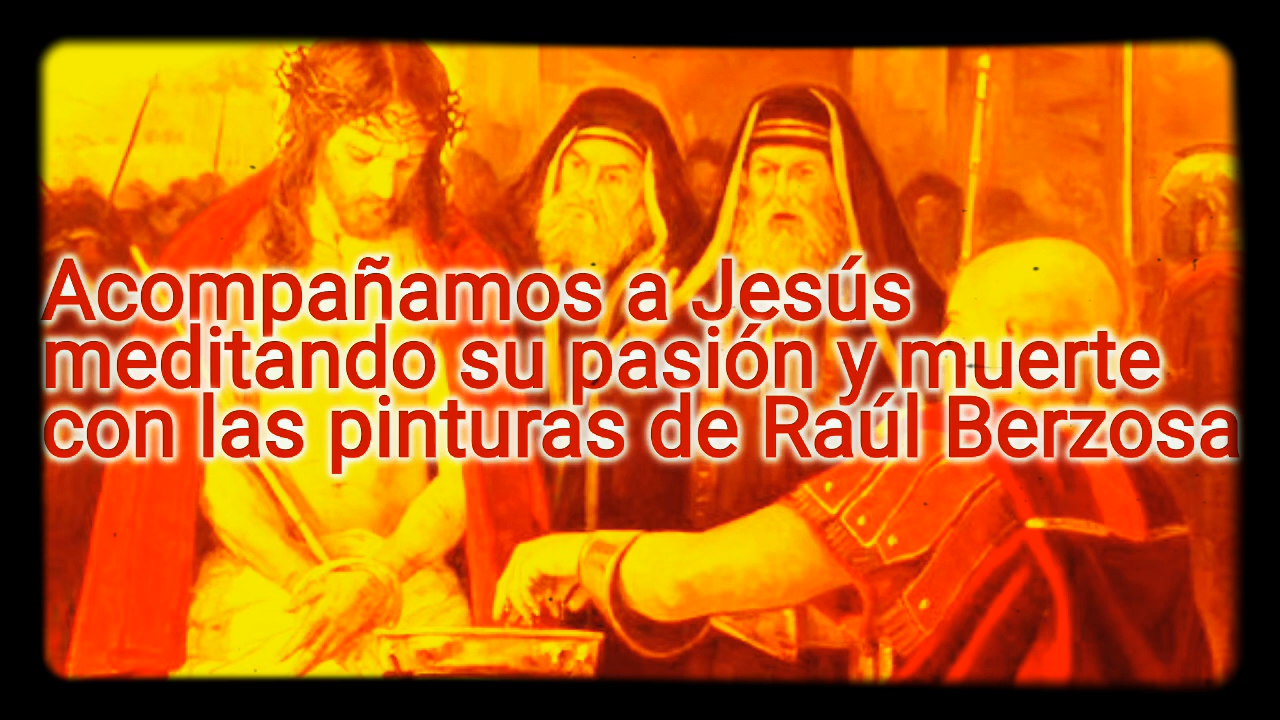 Acompañamos a Jesús
meditando su pasión y muerte
con las pinturas de Raúl Berzosa